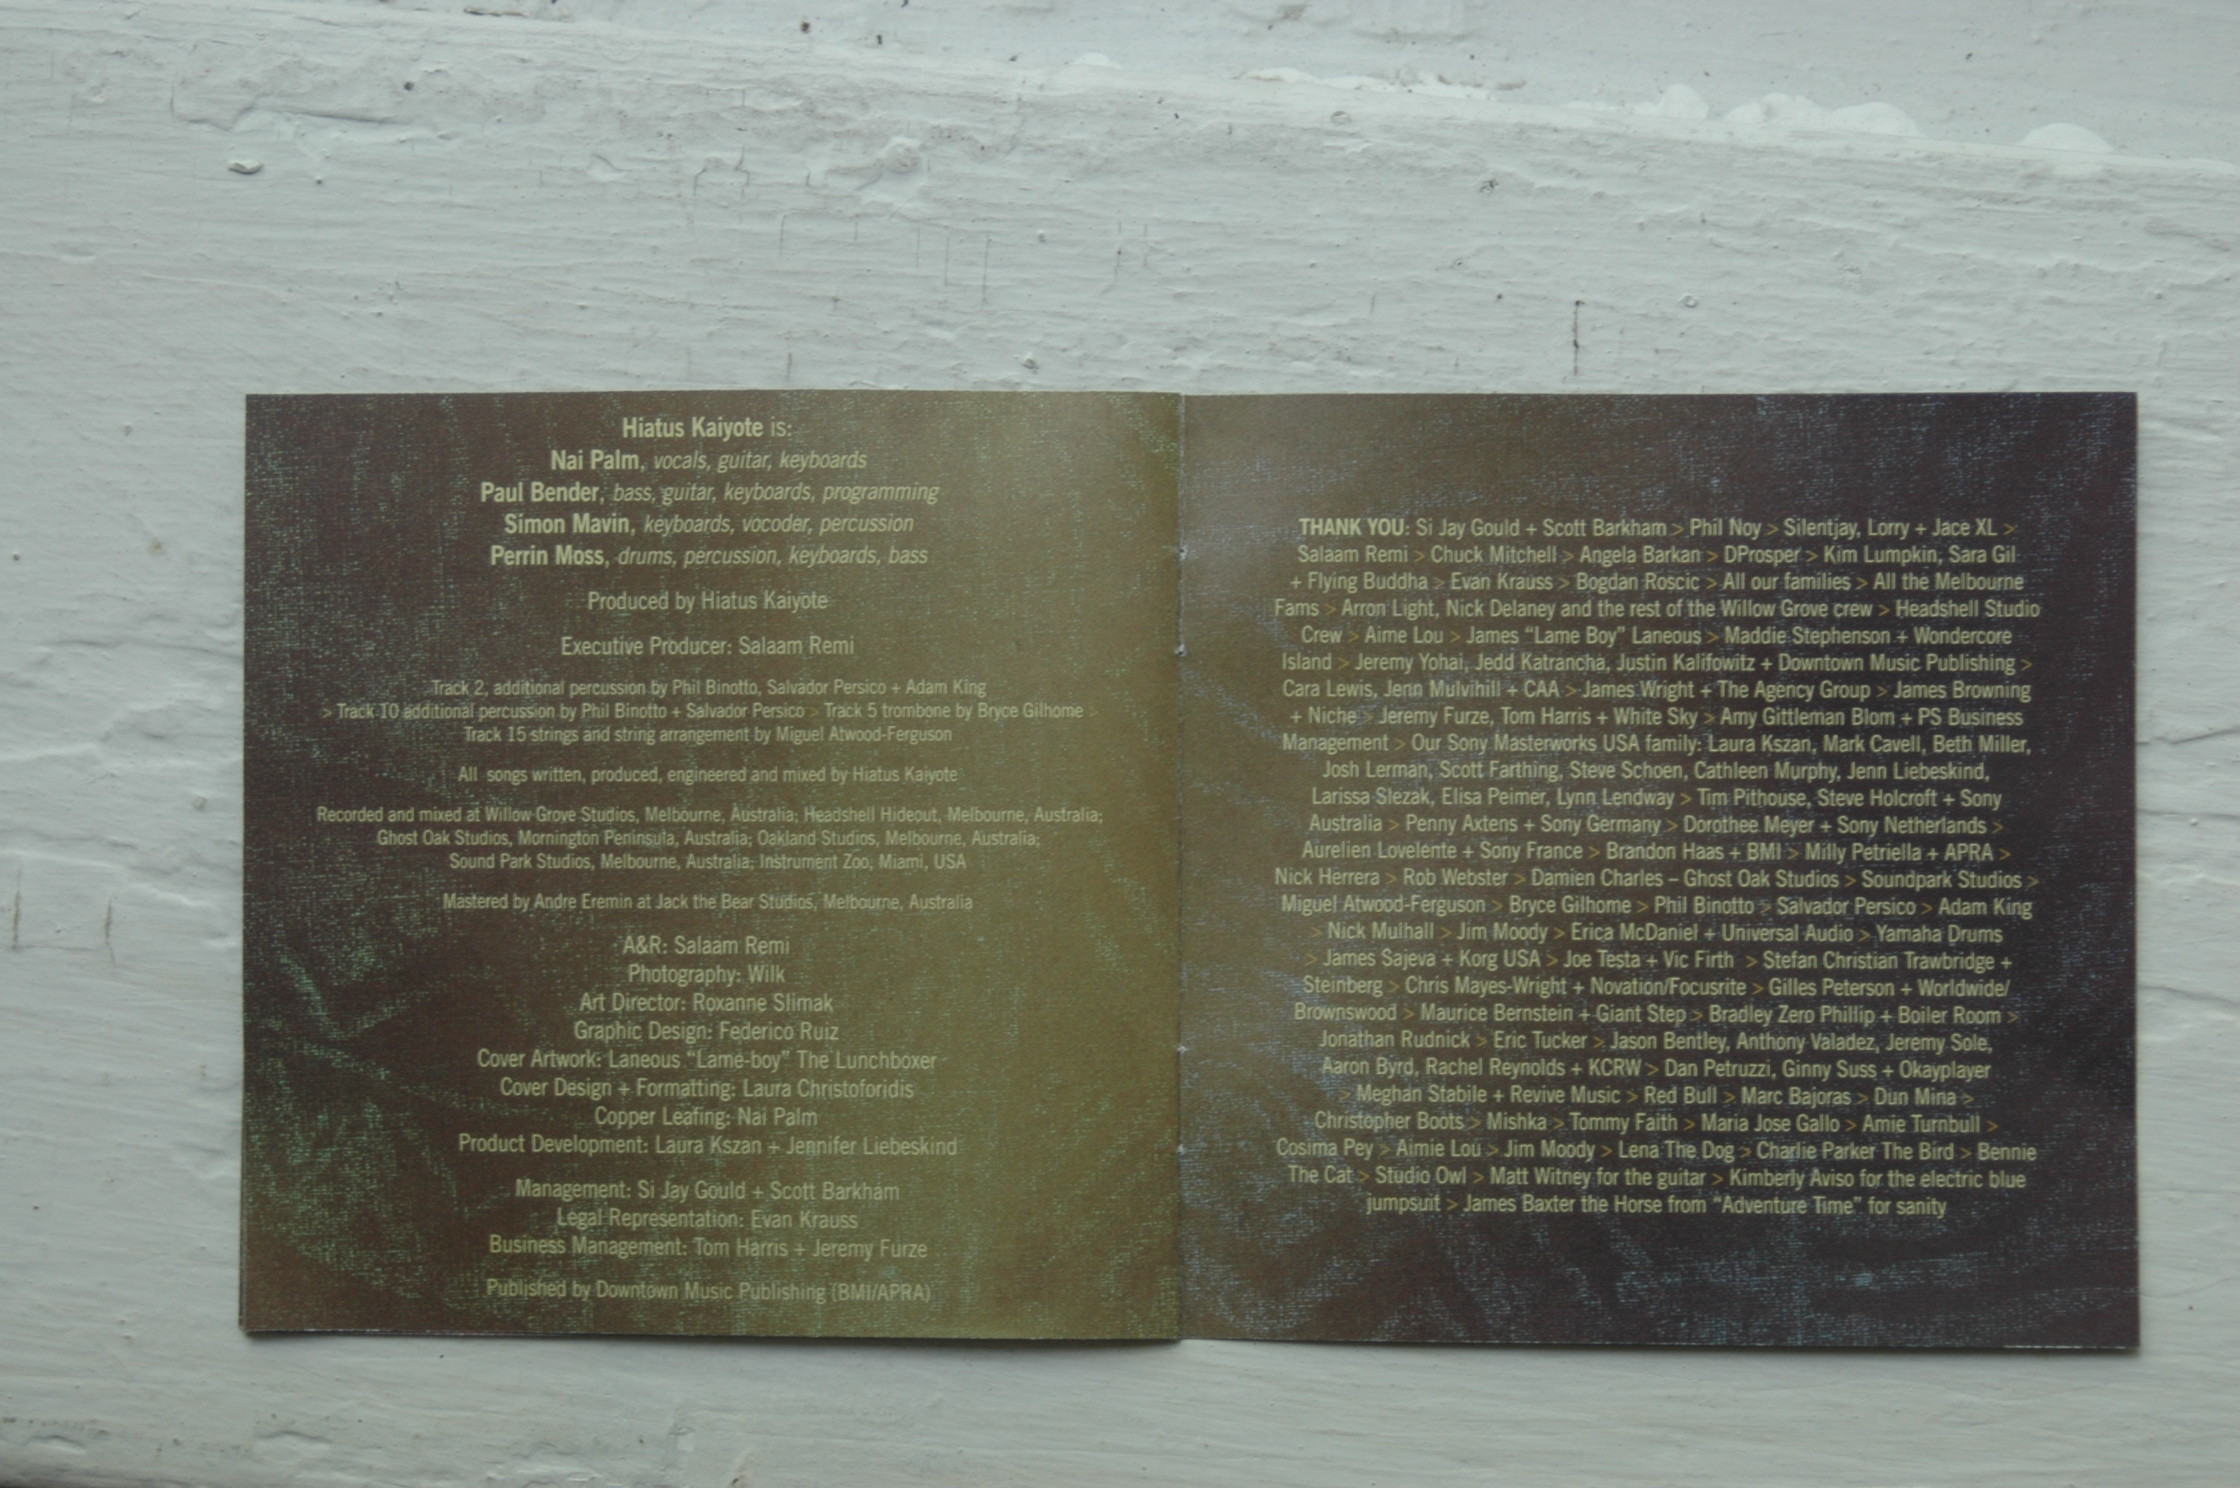 Hiatus Kaiyote is:
Nai Palm, vocals, guitar, keyboards
Paul Bender, bass, guitar, keyboards, programming
Simon Mavin, keyboards, vocoder, percussion
Perrin Moss, drums, percussion, keyboards, bass
Produced by Hiatus Kaiyote
Executive Producer: Salaam Remi
Track 2, additional percussion by Phil Binotto, Salvador Persico + Adam King
> Track 10 additional percussion by Phil Binotto + Salvador Persico > Track 5 trombone by Bryce Gilhome >
Track 15 strings and string arrangement by Miguel Atwood-Ferguson
All songs written, produced, engineered and mixed by Hiatus Kaiyote
Recorded and mixed at Willow Grove Studios, Melbourne, Australia; Headshell Hideout, Melbourne, Australia;
Ghost Oak Studios, Mornington Peninsula, Australia; Oakland Studios, Melbourne, Australia;
Sound Park Studios, Melbourne, Australia; Instrument Zoo, Miami, USA
Mastered by Andre Eremin at Jack the Bear Studios, Melbourne, Australia
A&R: Salaam Remi
Photography: Wilk
Art Director: Roxanne Slimak
Graphic Design: Federico Ruiz
Cover Artwork: Laneous “Lame-boy” The Lunchboxer
Cover Design + Formatting: Laura Christoforidis
Copper Leafing: Nai Palm
Product Development: Laura Kszan + Jennifer Liebeskind
Management: Si Jay Gould + Scott Barkham
Legal Representation: Evan Krauss
Business Management: Tom Harris + Jeremy Furze
Published by Downtown Music Publishing (BMI/APRA)
THANK YOU: Si Jay Gould + Scott Barkham > Phil Noy > Silentjay, Lorry + Jace XL >
Salaam Remi > Chuck Mitchell > Angela Barkan > DProsper > Kim Lumpkin, Sara Gil
+ Flying Buddha > Evan Krauss > Bogdan Roscic > All our families > All the Melbourne
Fams > Arron Light, Nick Delaney and the rest of the Willow Grove crew > Headshell Studio
Crew > Aime Lou > James “Lame Boy” Laneous > Maddie Stephenson + Wondercore
Island > Jeremy Yohai, Jedd Katrancha, Justin Kalifowitz + Downtown Music Publishing >
Cara Lewis, Jenn Mulvihill + CAA > James Wright + The Agency Group > James Browning
+ Niche > Jeremy Furze, Tom Harris + White Sky > Amy Gittleman Blom + PS Business
Management > Our Sony Masterworks USA family: Laura Kszan, Mark Cavell, Beth Miller,
Josh Lerman, Scott Farthing, Steve Schoen, Cathleen Murphy, Jenn Liebeskind,
Larissa Slezak, Elisa Peimer, Lynn Lendway > Tim Pithouse, Steve Holcroft + Sony
Australia > Penny Axtens + Sony Germany > Dorothee Meyer + Sony Netherlands >
Aurelien Lovelente + Sony France > Brandon Haas + BMI > Milly Petriella + APRA >
Nick Herrera > Rob Webster > Damien Charles – Ghost Oak Studios > Soundpark Studios >
Miguel Atwood-Ferguson > Bryce Gilhome > Phil Binotto > Salvador Persico > Adam King
> Nick Mulhall > Jim Moody > Erica McDaniel + Universal Audio > Yamaha Drums
> James Sajeva + Korg USA > Joe Testa + Vic Firth > Stefan Christian Trawbridge +
Steinberg > Chris Mayes-Wright + Novation/Focusrite > Gilles Peterson + Worldwide/
Brownswood > Maurice Bernstein + Giant Step > Bradley Zero Phillip + Boiler Room >
Jonathan Rudnick > Eric Tucker > Jason Bentley, Anthony Valadez, Jeremy Sole,
Aaron Byrd, Rachel Reynolds + KCRW > Dan Petruzzi, Ginny Suss + Okayplayer
> Meghan Stabile + Revive Music > Red Bull > Marc Bajoras > Dun Mina >
Christopher Boots > Mishka > Tommy Faith > Maria Jose Gallo > Amie Turnbull >
Cosima Pey > Aimie Lou > Jim Moody > Lena The Dog > Charlie Parker The Bird > Bennie
The Cat > Studio Owl > Matt Witney for the guitar > Kimberly Aviso for the electric blue
jumpsuit > James Baxter the Horse from “Adventure Time” for sanity